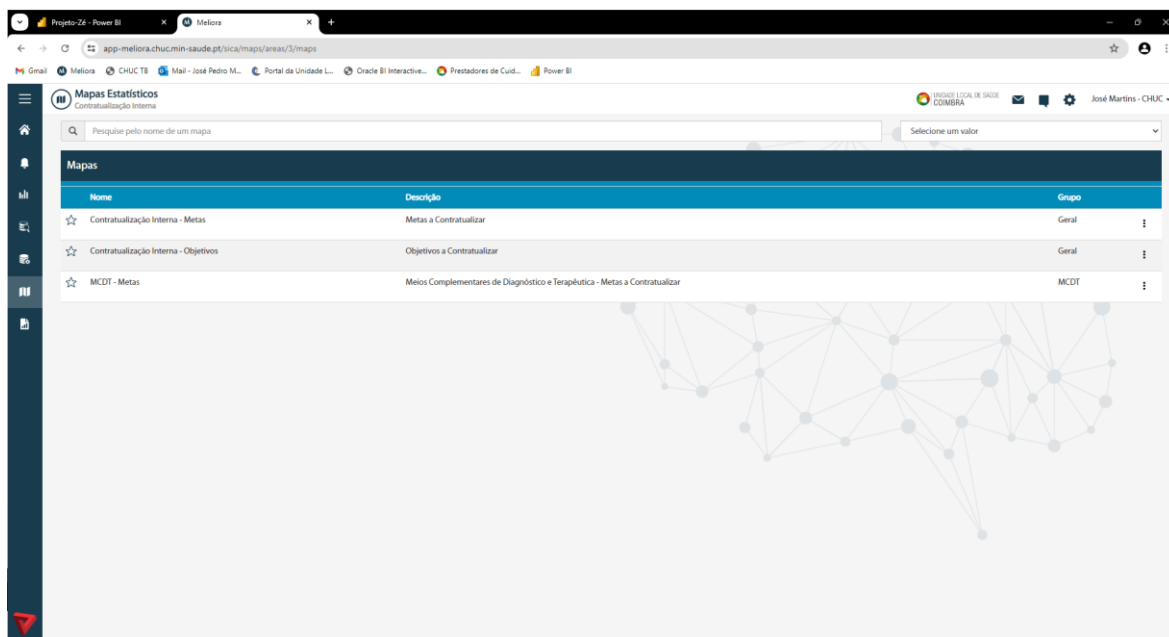 Projeto-Zé - Power BI
Meliora
app-meliora.chuc.min-saude.pt/sica/maps/areas/3/maps
Gmail Meliora CHUC TB Mail - José Pedro M... Portal da Unidade L... Oracle BI Interactive... Prestadores de Cuid... Power BI
Mapas Estatísticos
Contratualização Interna
UNIDADE LOCAL DE SAÚDE
COIMBRA
José Martins - CHUC
Pesquise pelo nome de um mapa
Selecione um valor
Mapas
Nome Descrição Grupo
Contratualização Interna - Metas Metas a Contratualizar Geral
Contratualização Interna - Objetivos Objetivos a Contratualizar Geral
MCDT - Metas Meios Complementares de Diagnóstico e Terapêutica - Metas a Contratualizar MCDT